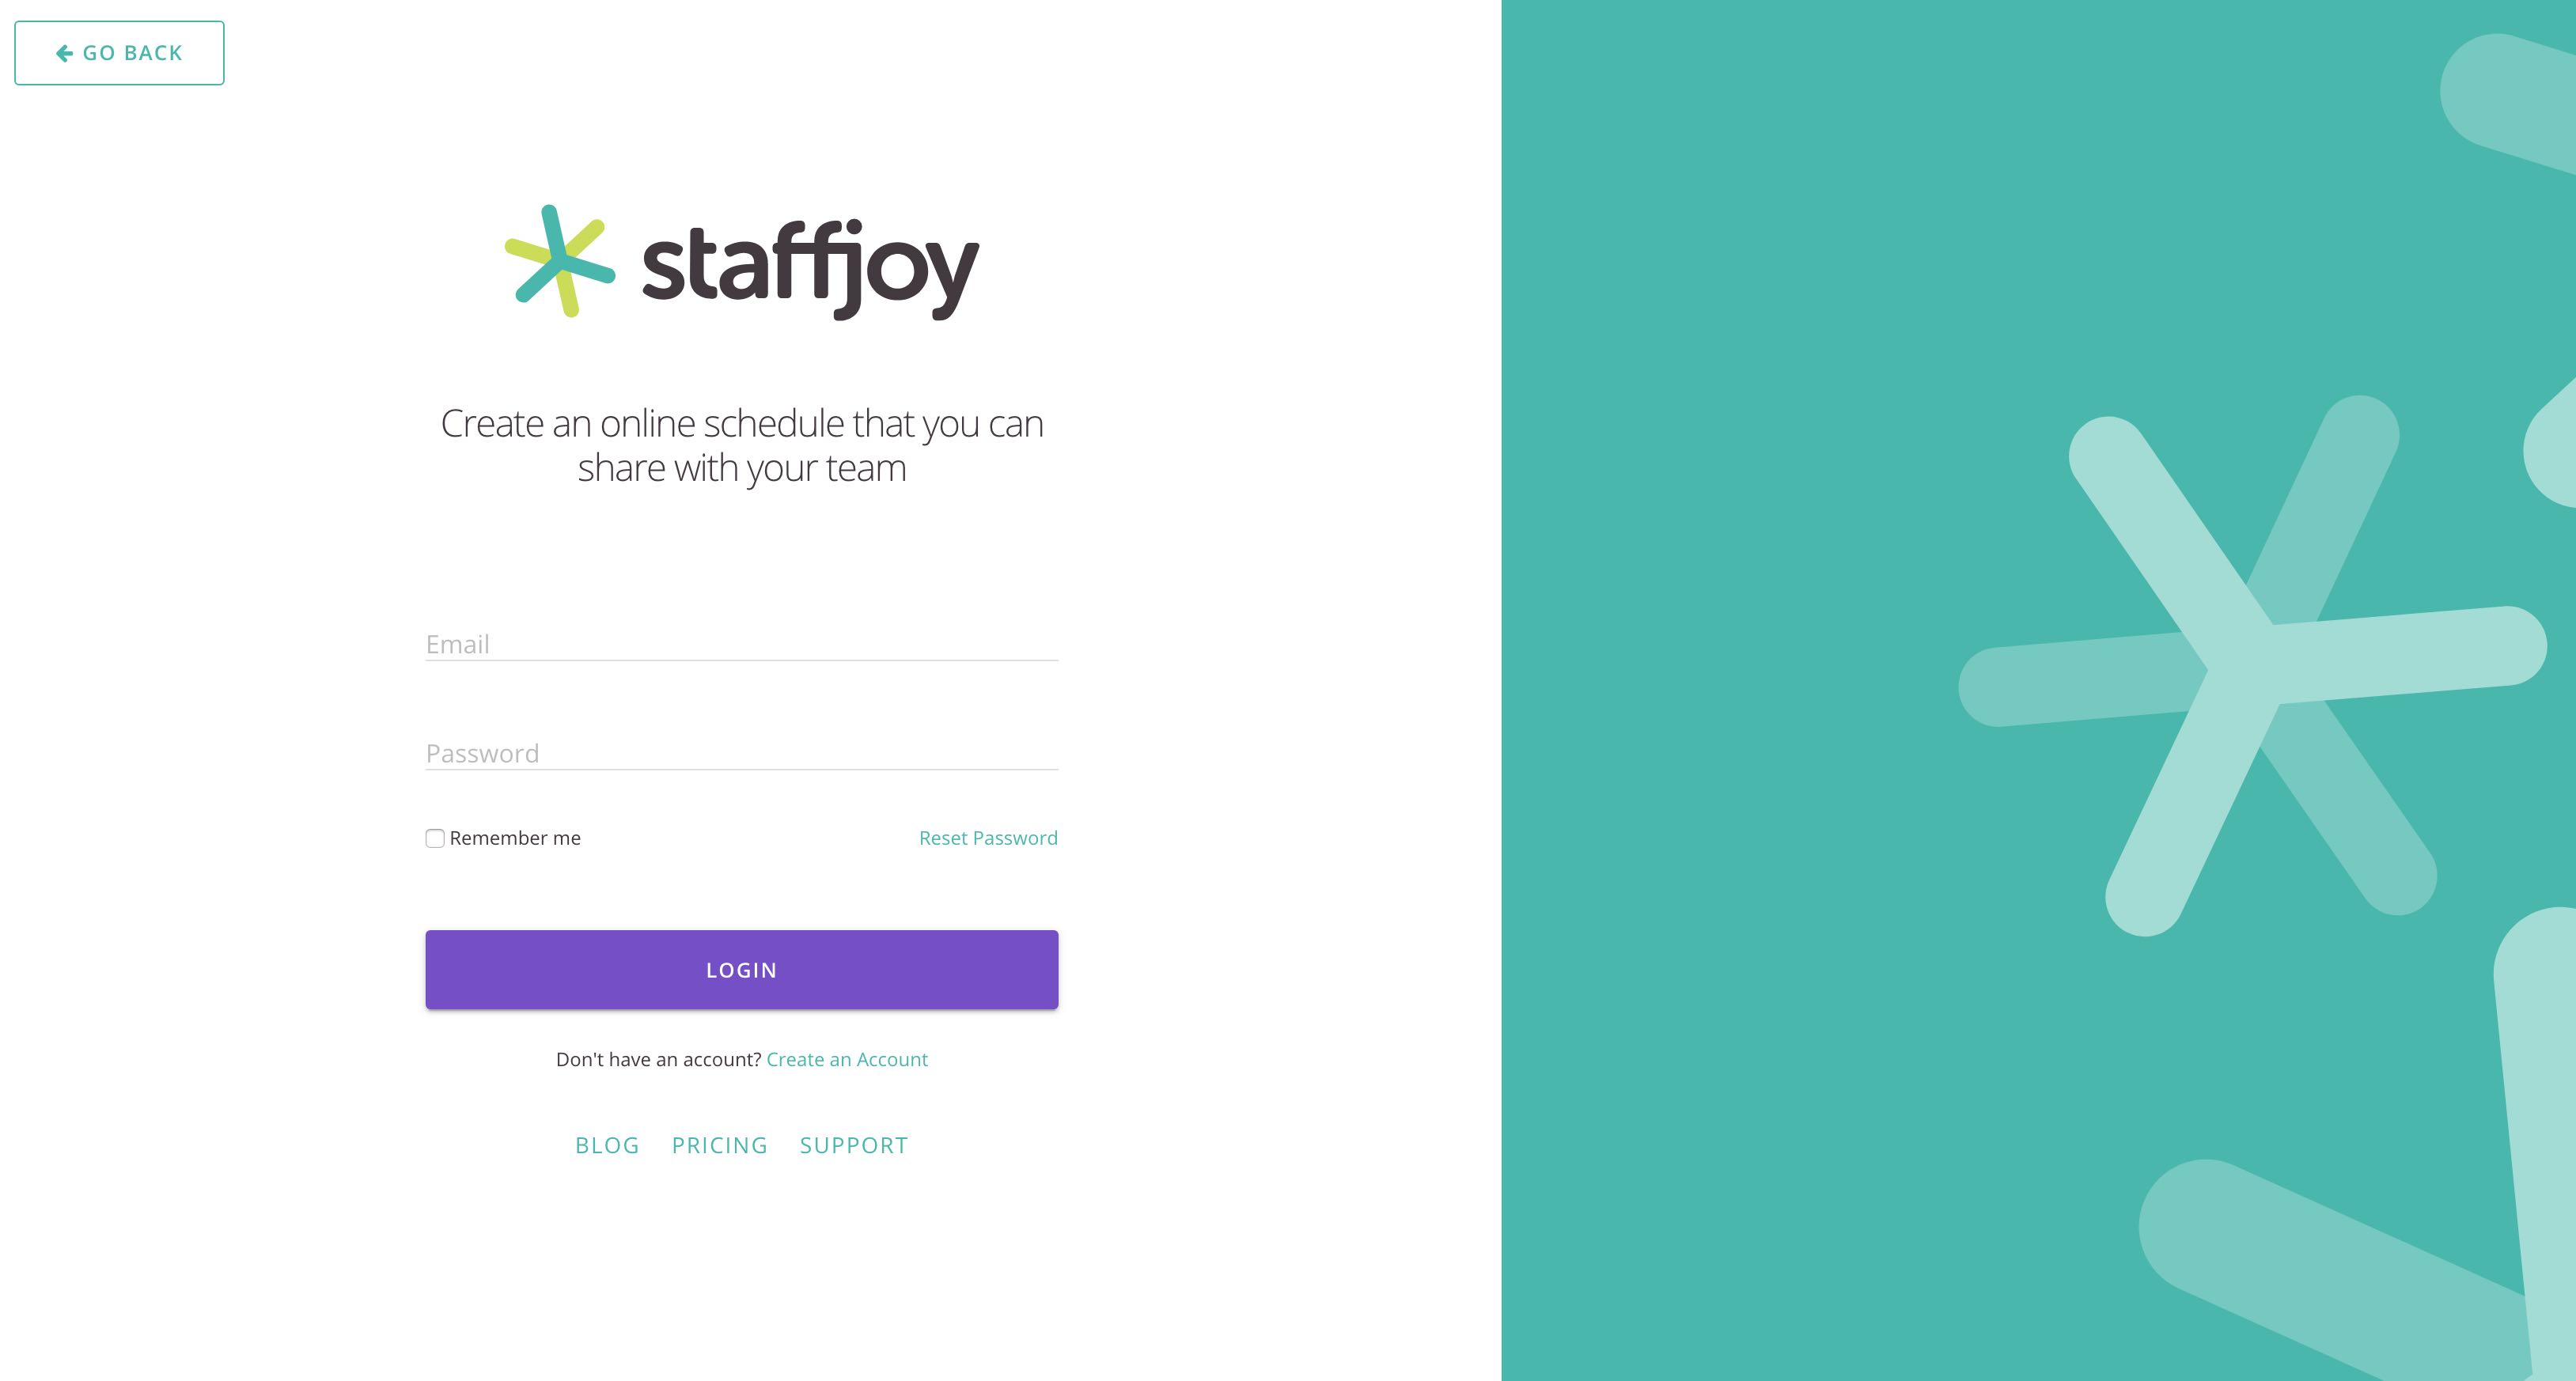 GO BACK
staffjoy
Create an online schedule that you can
share with your team
Email
Password
Remember me
Reset Password
LOGIN
Don't have an account? Create an Account
BLOG PRICING SUPPORT